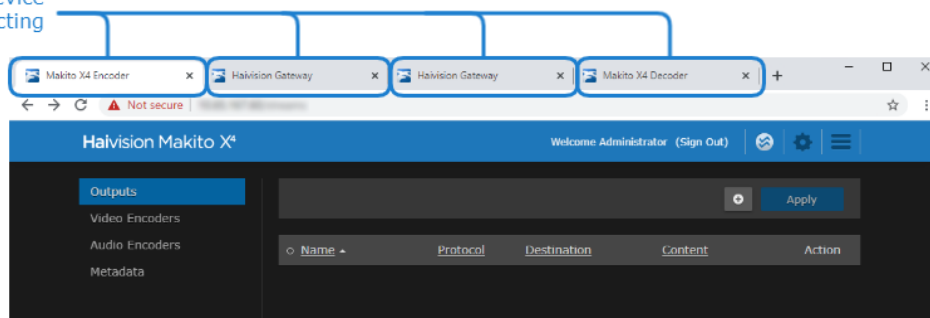 cting
Makito X4 Encoder
Haivision Gateway
Haivision Gateway
Makito X4 Decoder
Not secure
Haivision Makito X⁴
Welcome Administrator (Sign Out)
Outputs
Video Encoders
Audio Encoders
Metadata
Apply
Name
Protocol
Destination
Content
Action